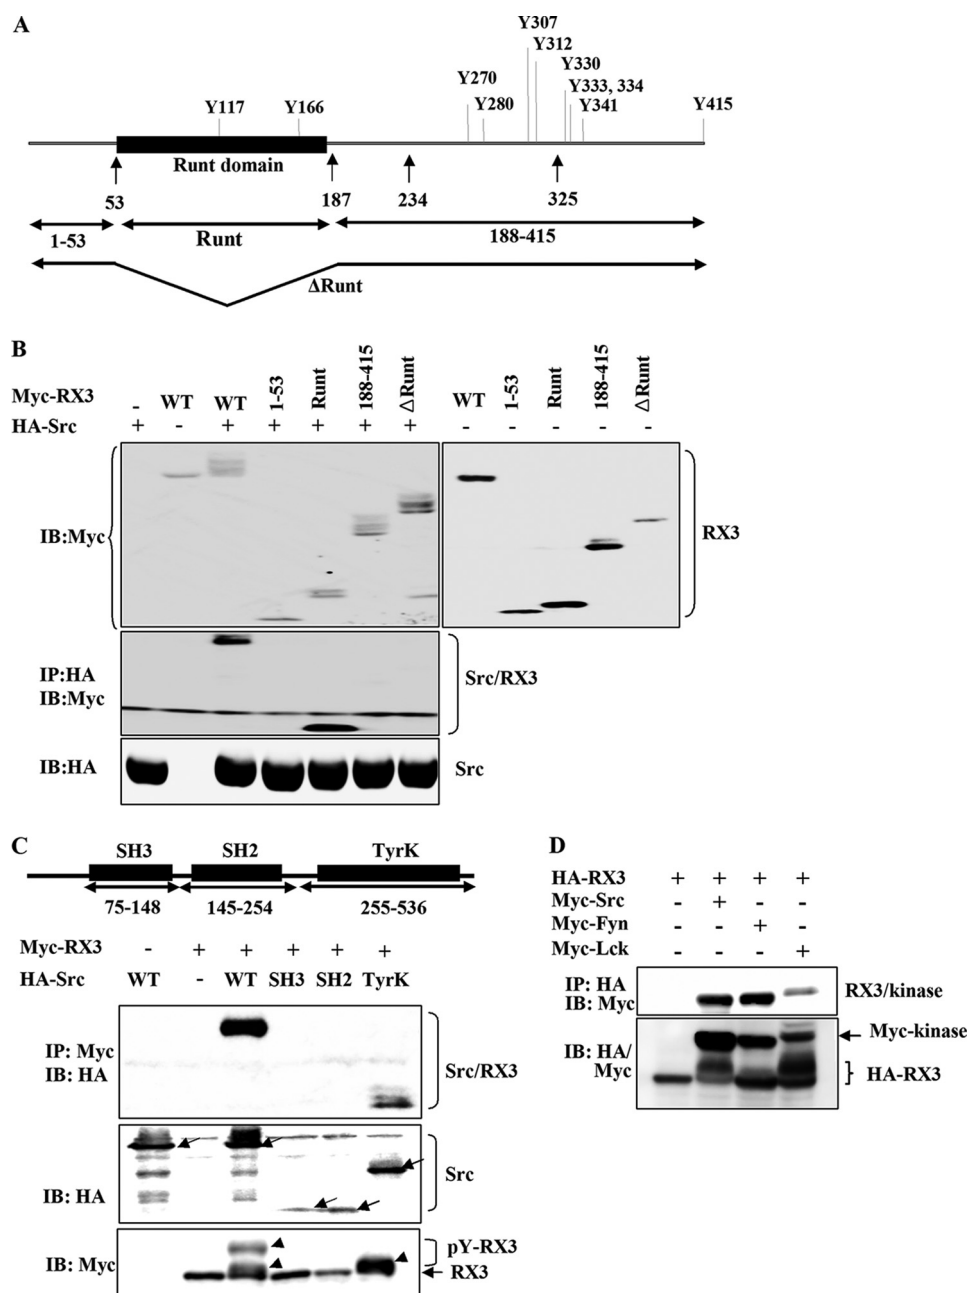 A
Y307
Y312
Y330
Y270
Y333, 334
Y117
Y166
Y280
Y341
Y415
Runt domain
53
187
234
325
1-53
Runt
188-415
ΔRunt
B
Myc-RX3
- WT WT 1-53 Runt 188-415 ΔRunt
WT 1-53 Runt 188-415 ΔRunt
HA-Src
+ - + + + + +
- - - - -
IB:Myc
RX3
IP:HA
IB:Myc
Src/RX3
IB:HA
Src
C
SH3 SH2 TyrK
75-148 145-254 255-536
Myc-RX3 - + + + + +
HA-Src WT - WT SH3 SH2 TyrK
IP: Myc
IB: HA
Src/RX3
IB: HA
Src
IB: Myc
pY-RX3
RX3
D
HA-RX3 + + + +
Myc-Src - + - -
Myc-Fyn - - + -
Myc-Lck - - - +
IP: HA
IB: Myc
RX3/kinase
IB: HA/
Myc
Myc-kinase
HA-RX3